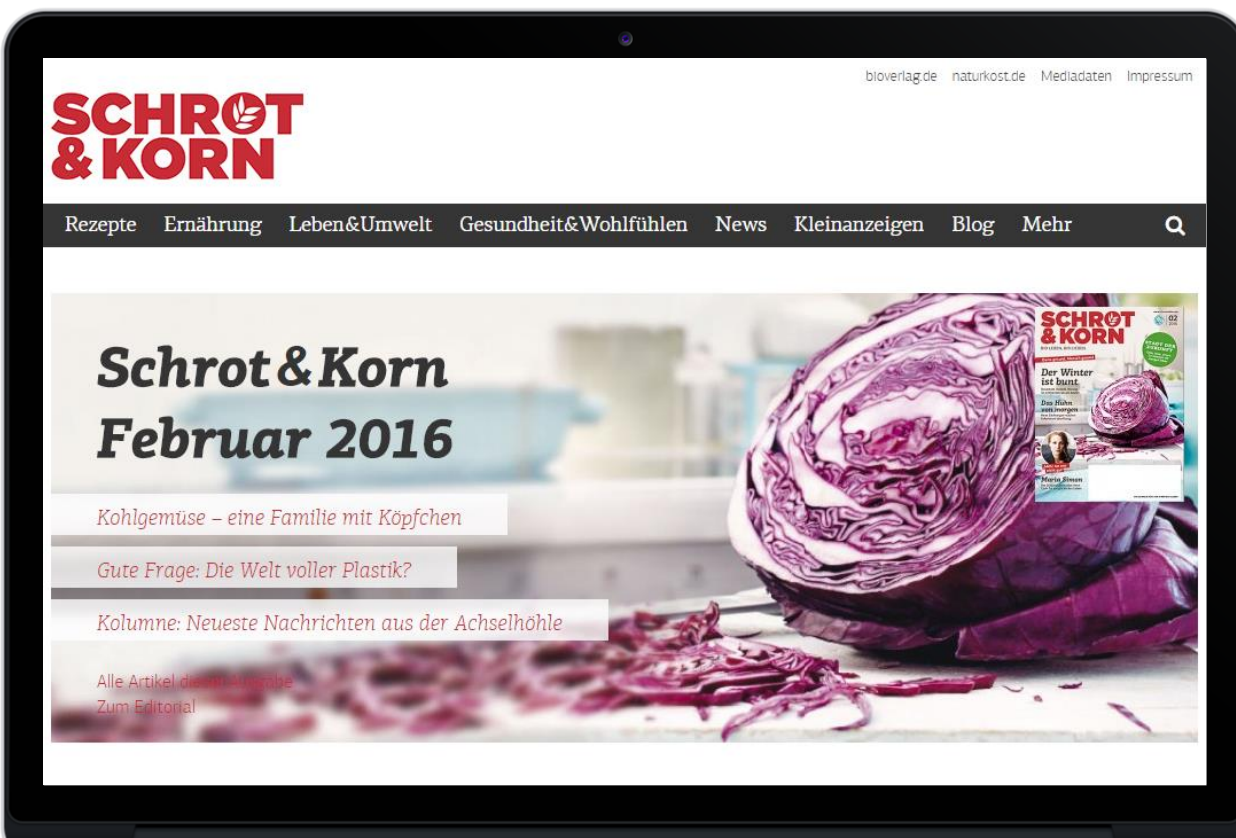 bioverlag.de naturkost.de Mediadaten Impressum
SCHROT
& KORN
Rezepte Ernährung Leben&Umwelt Gesundheit&Wohlfühlen News Kleinanzeigen Blog Mehr
Schrot&Korn
Februar 2016
Kohlgemüse – eine Familie mit Köpfchen
Gute Frage: Die Welt voller Plastik?
Kolumne: Neueste Nachrichten aus der Achselhöhle
Alle Artikel dieser Ausgabe
Zum Editorial
SCHROT
& KORN
02
Der Winter
ist bunt
Das Huhn
von morgen
Maria Simon